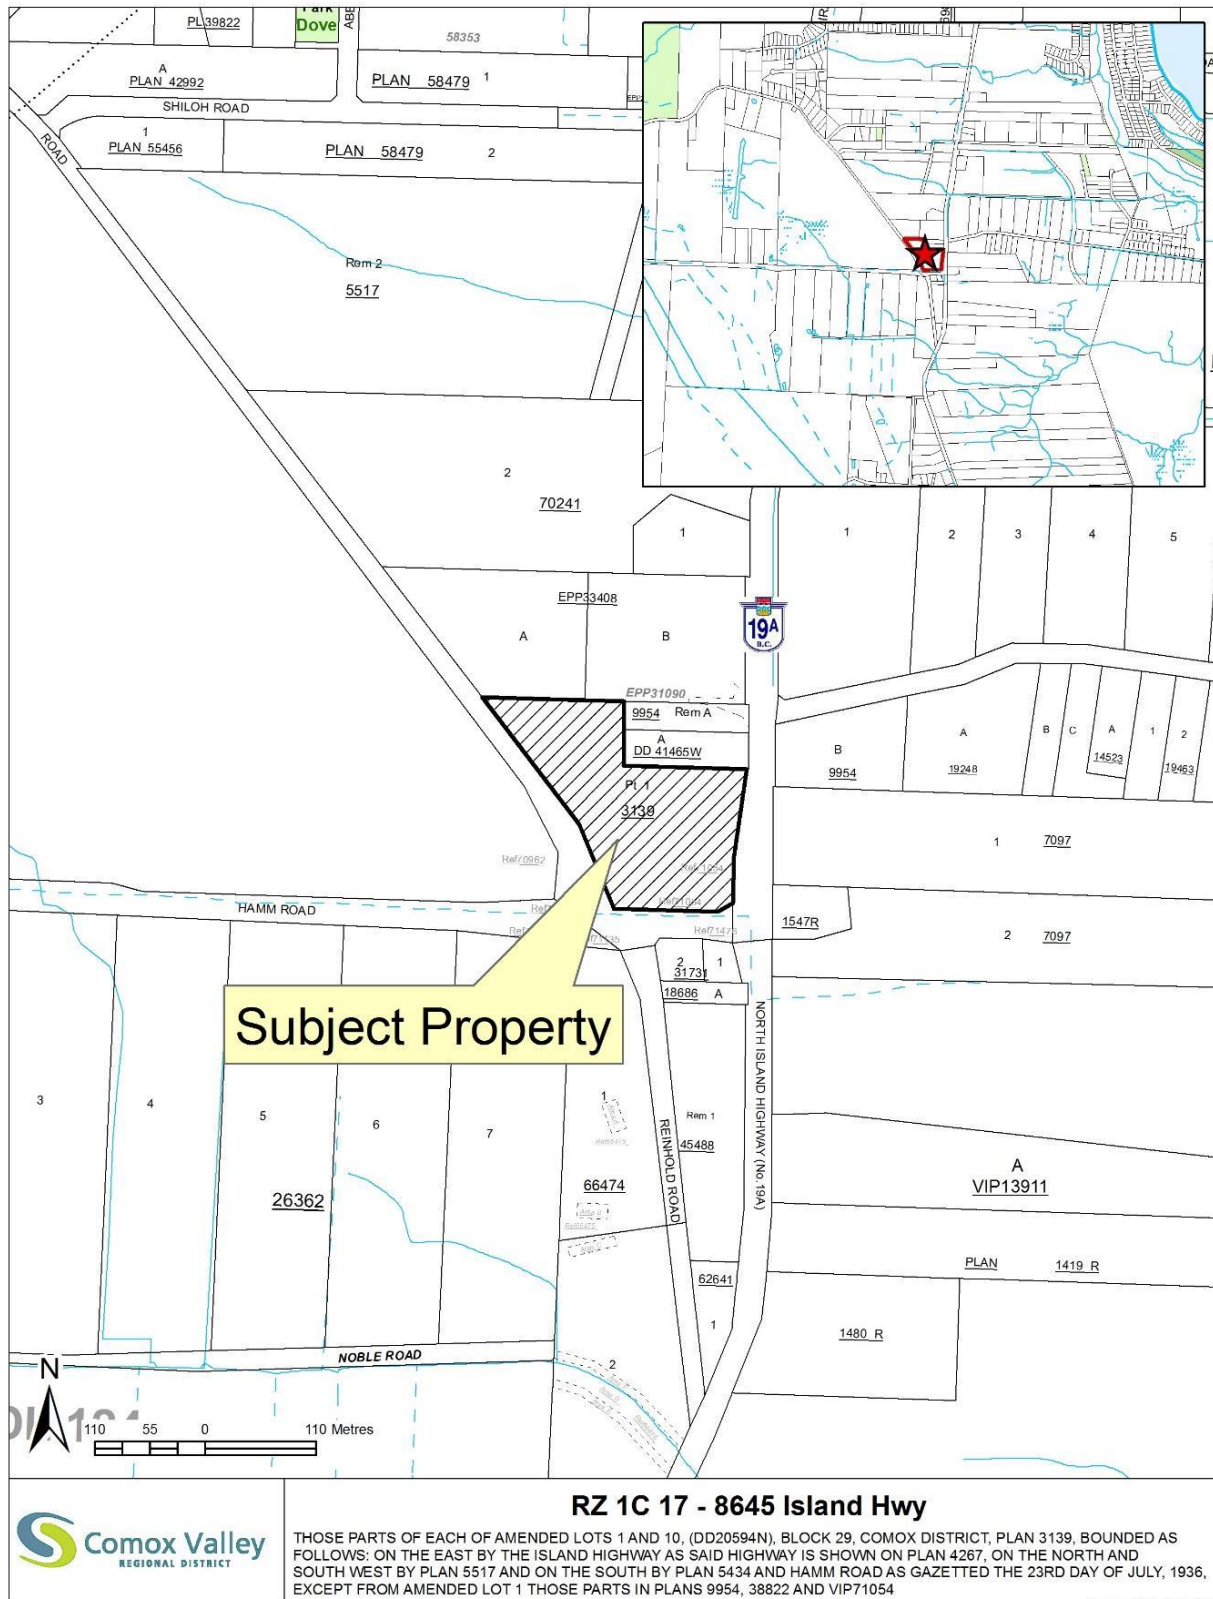 PL 39822
Park
Dove
58353
A
PLAN 42992
PLAN 58479 1
SHILOH ROAD
ROAD
1
PLAN 55456
PLAN 58479 2
Rem 2
5517
2
70241
1
1
2
3
4
5
EPP33408
A
B
19A
B.C.
EPP31090
9954 Rem A
A
DD 41465W
Pt 1
3139
B
9954
A
19248
B
C
A
14523
1
2
19463
1 7097
HAMM ROAD
1547R
2 7097
Ref71478
2
1
31731
18686 A
Subject Property
NORTH ISLAND HIGHWAY (No.19A)
3
4
5
6
7
26362
1
66474
REINHOLD ROAD
Rem 1
45488
A
VIP13911
PLAN 1419 R
62641
1
1480 R
NOBLE ROAD
2
N
110 55 0 110 Metres
Comox Valley
REGIONAL DISTRICT
RZ 1C 17 - 8645 Island Hwy
THOSE PARTS OF EACH OF AMENDED LOTS 1 AND 10, (DD20594N), BLOCK 29, COMOX DISTRICT, PLAN 3139, BOUNDED AS
FOLLOWS: ON THE EAST BY THE ISLAND HIGHWAY AS SAID HIGHWAY IS SHOWN ON PLAN 4267, ON THE NORTH AND
SOUTH WEST BY PLAN 5517 AND ON THE SOUTH BY PLAN 5434 AND HAMM ROAD AS GAZETTED THE 23RD DAY OF JULY, 1936,
EXCEPT FROM AMENDED LOT 1 THOSE PARTS IN PLANS 9954, 38822 AND VIP71054